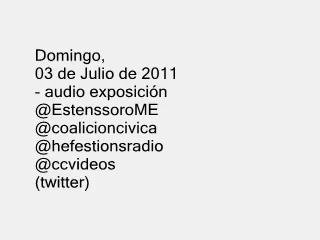 Domingo,
03 de Julio de 2011
- audio exposición
@EstenssoroME
@coalicioncivica
@hefestionsradio
@ccvideos
(twitter)